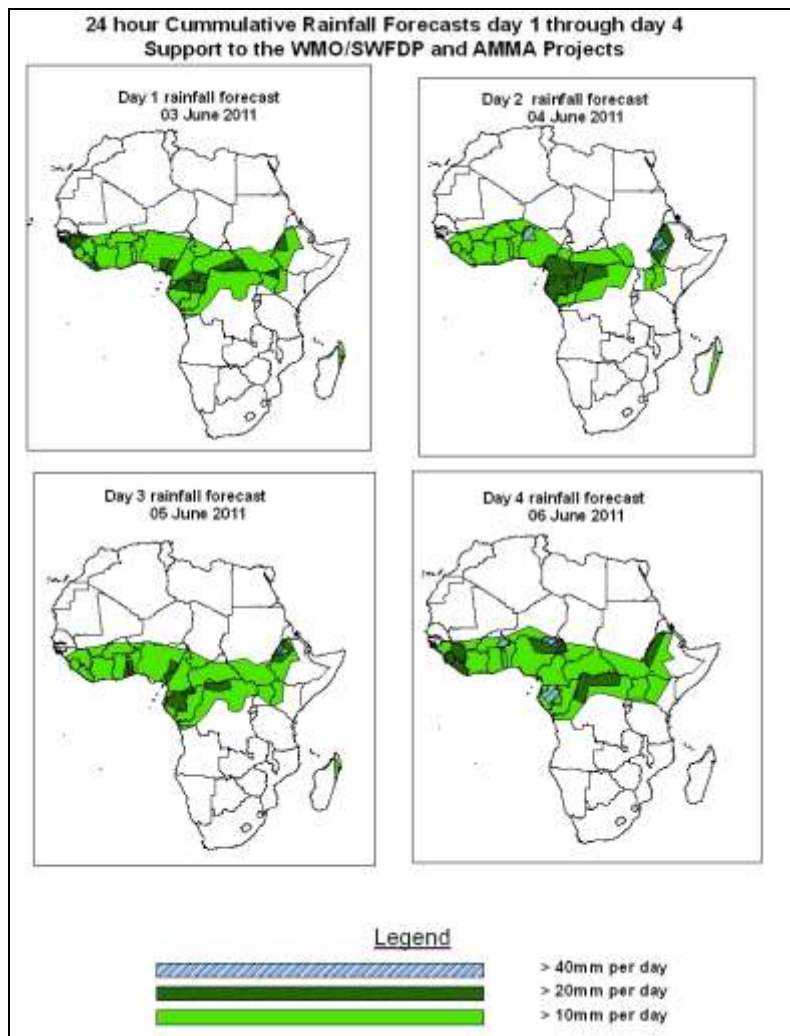 24 hour Cummulative Rainfall Forecasts day 1 through day 4
Support to the WMO/SWFDP and AMMA Projects
Day 1 rainfall forecast
03 June 2011
Day 2 rainfall forecast
04 June 2011
Day 3 rainfall forecast
05 June 2011
Day 4 rainfall forecast
06 June 2011
Legend
> 40mm per day
> 20mm per day
> 10mm per day